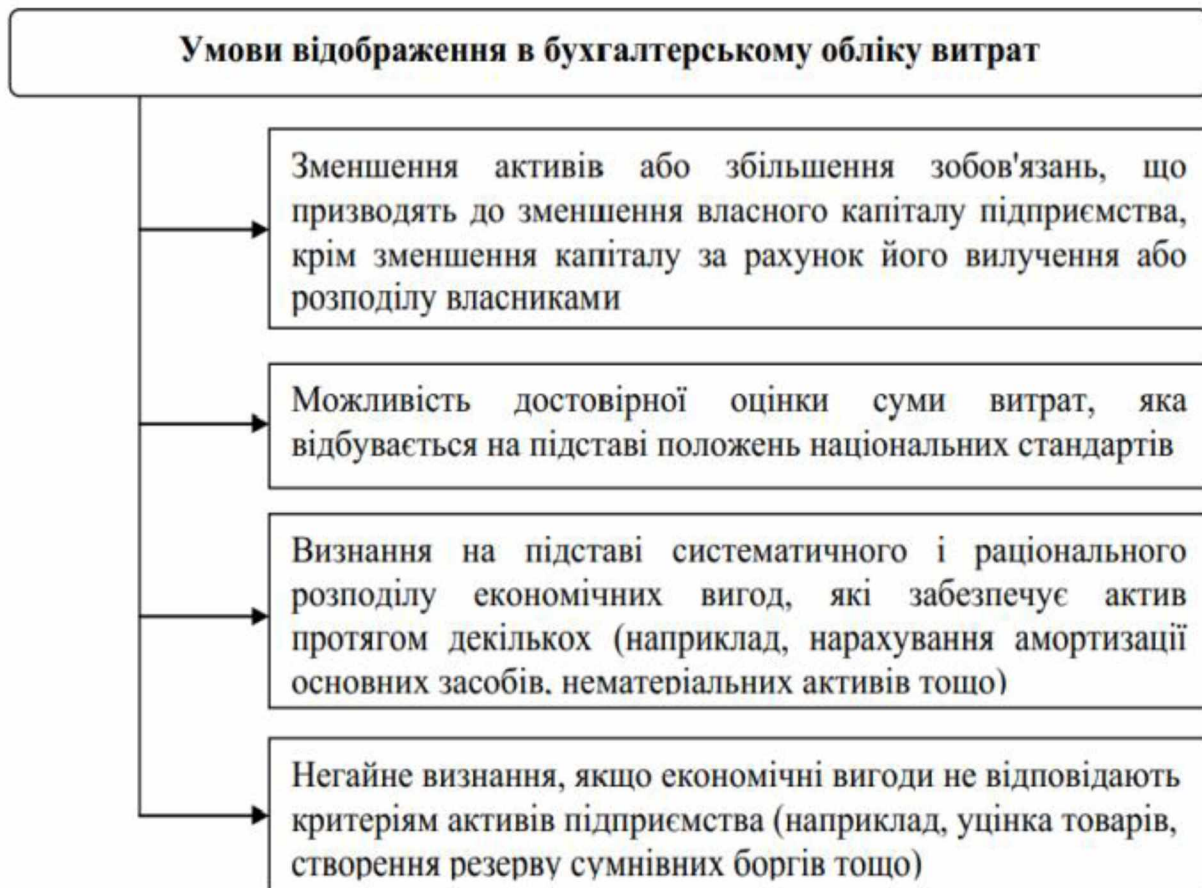 Умови відображення в бухгалтерському обліку витрат
Зменшення активів або збільшення зобов'язань, що
призводять до зменшення власного капіталу підприємства,
крім зменшення капіталу за рахунок його вилучення або
розподілу власниками
Можливість достовірної оцінки суми витрат, яка
відбувається на підставі положень національних стандартів
Визнання на підставі систематичного і раціонального
розподілу економічних вигод, які забезпечує актив
протягом декількох (наприклад, нарахування амортизації
основних засобів, нематеріальних активів тощо)
Негайне визнання, якщо економічні вигоди не відповідають
критеріям активів підприємства (наприклад, уцінка товарів,
створення резерву сумнівних боргів тощо)